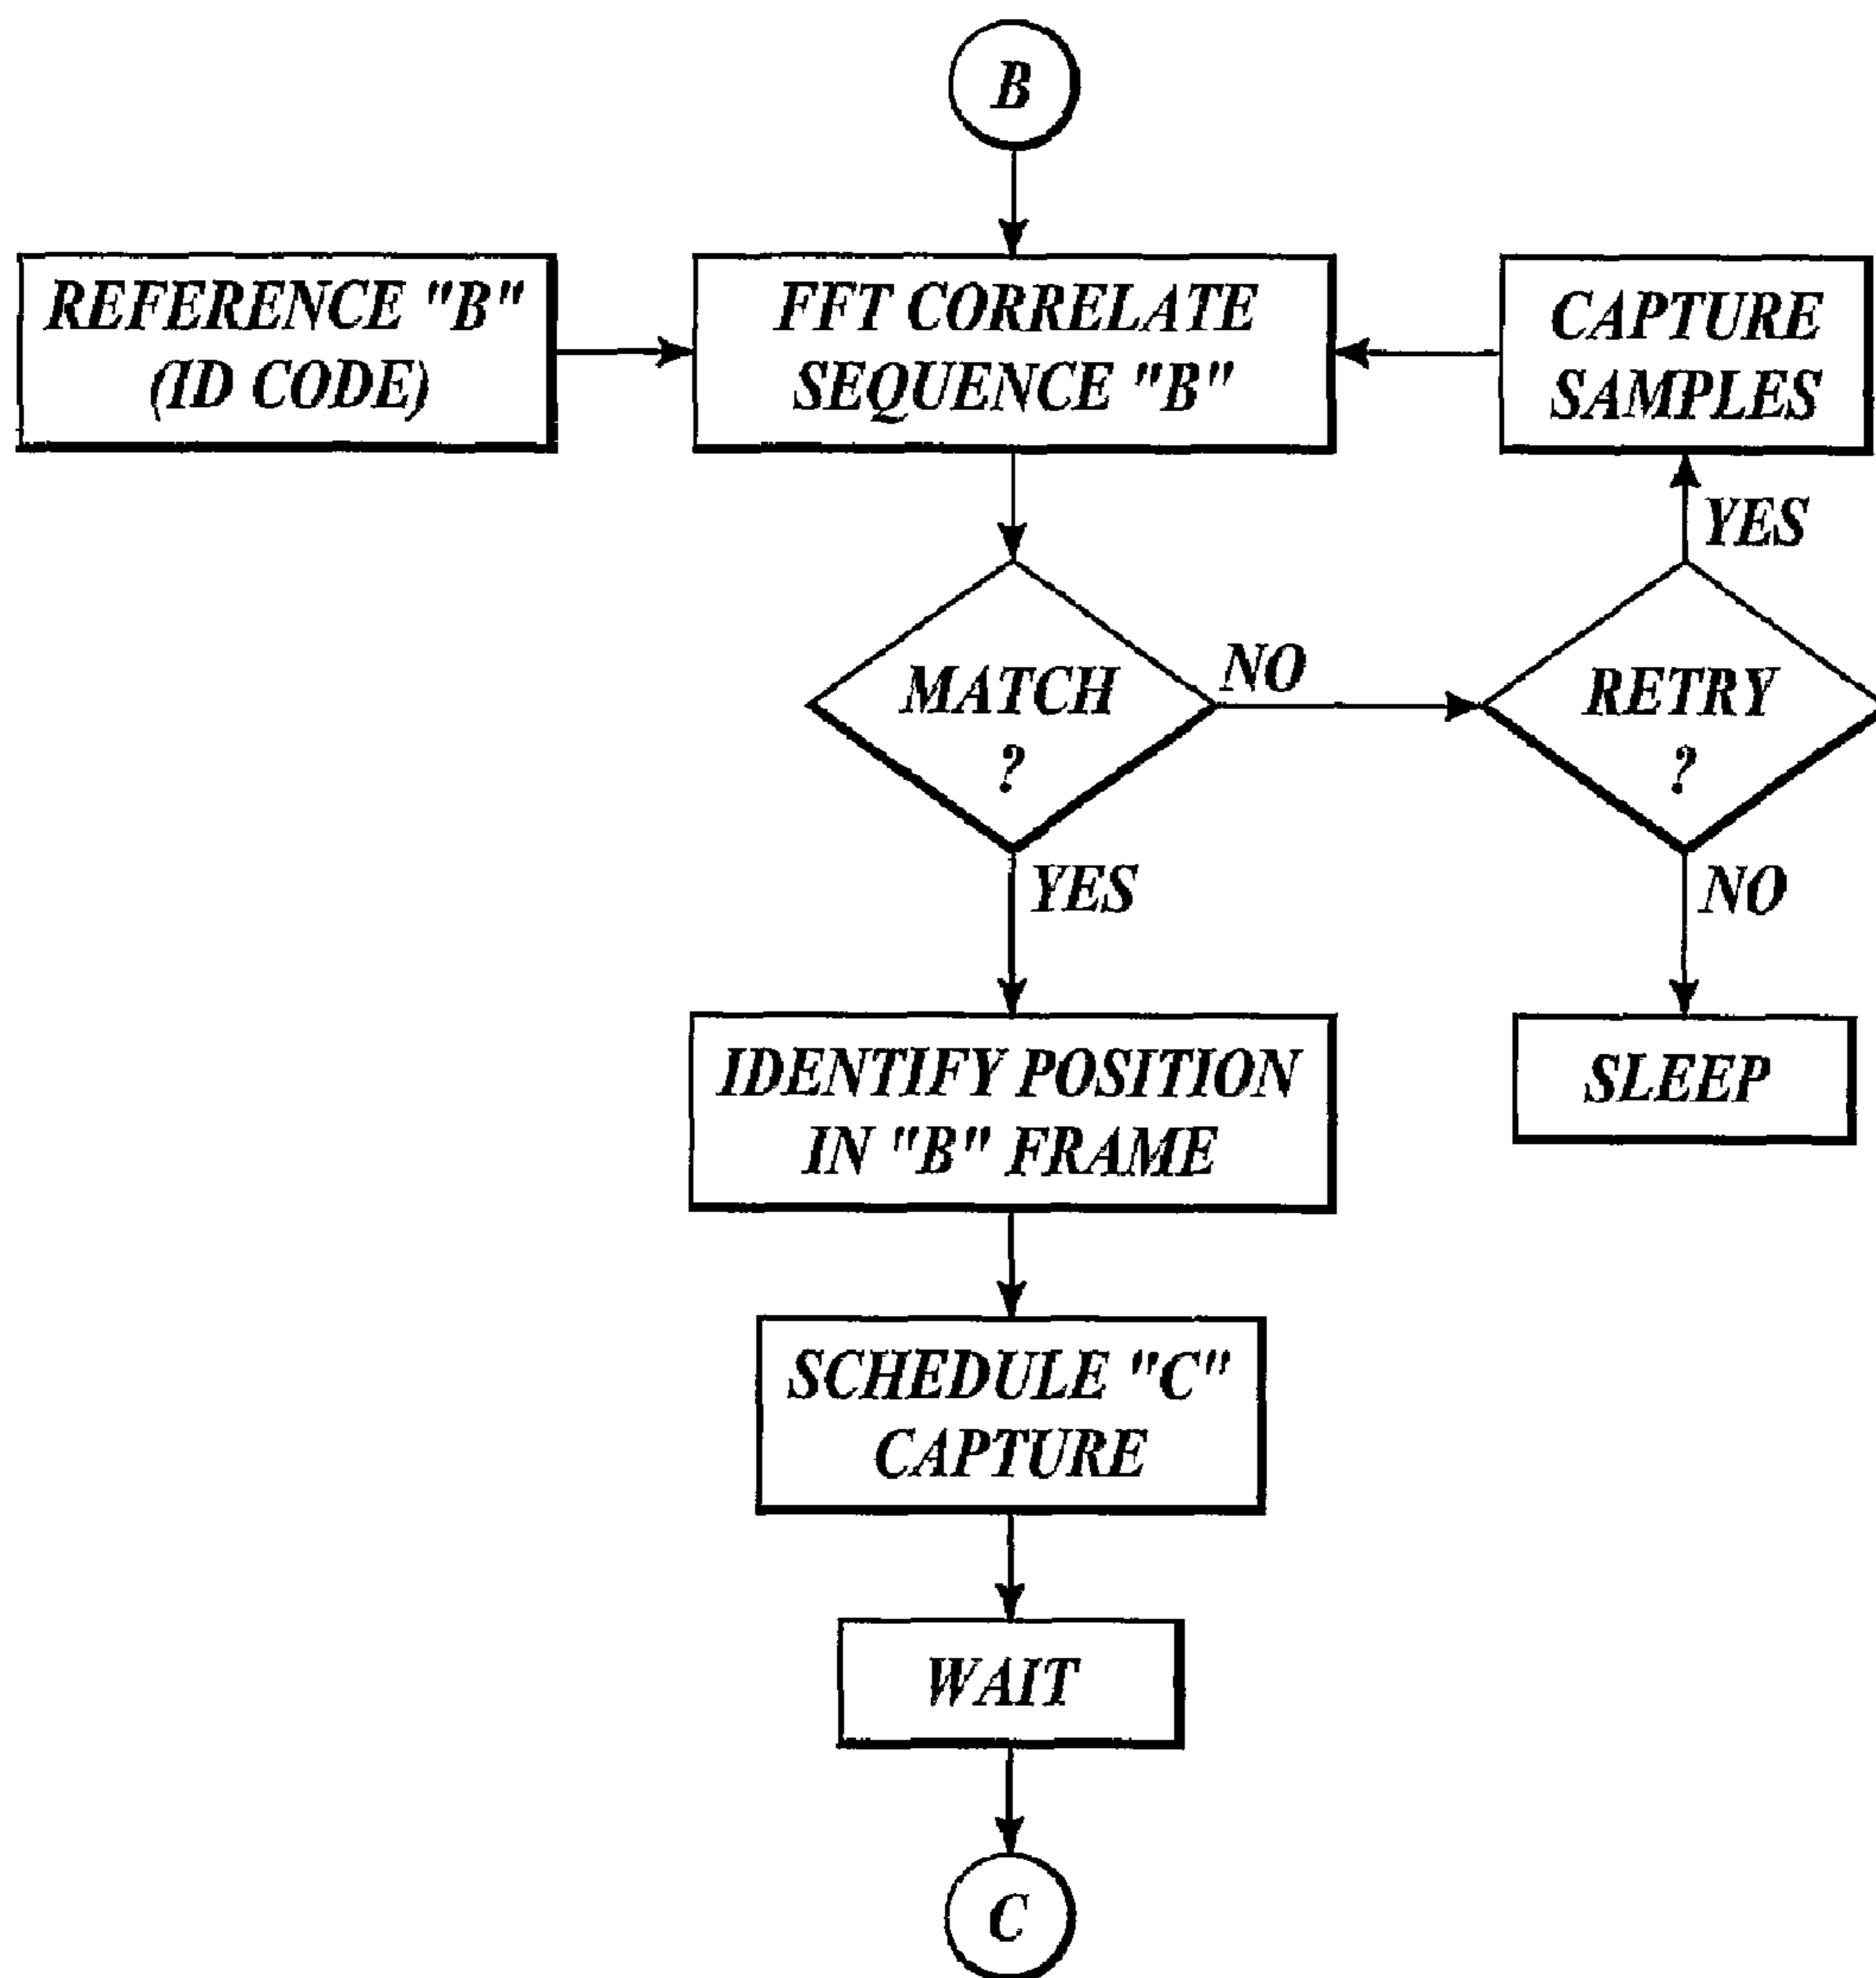 B
REFERENCE "B"
(ID CODE)
FFT CORRELATE
SEQUENCE "B"
CAPTURE
SAMPLES
YES
MATCH
?
NO
RETRY
?
YES
NO
IDENTIFY POSITION
IN "B" FRAME
SLEEP
SCHEDULE "C"
CAPTURE
WAIT
C